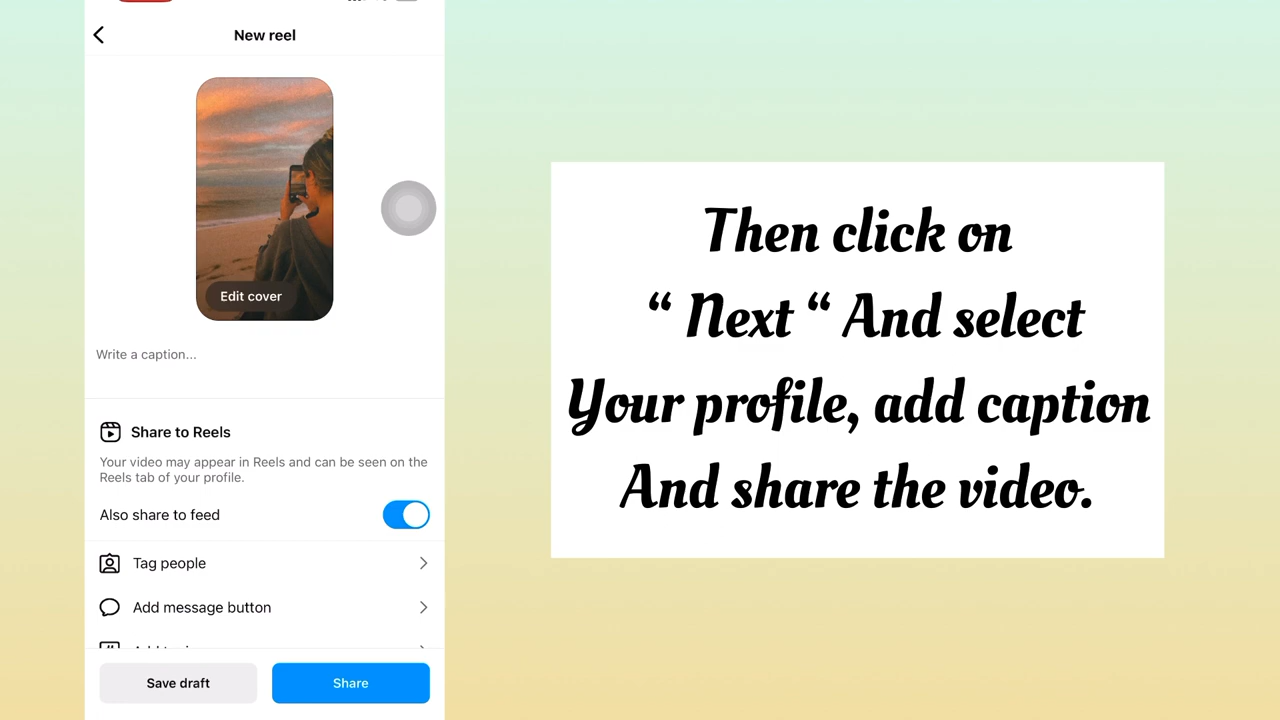 New reel
Edit cover
Write a caption...
Share to Reels
Your video may appear in Reels and can be seen on the
Reels tab of your profile.
Also share to feed
Tag people
Add message button
Save draft
Share
Then click on
“ Next “ And select
Your profile, add caption
And share the video.